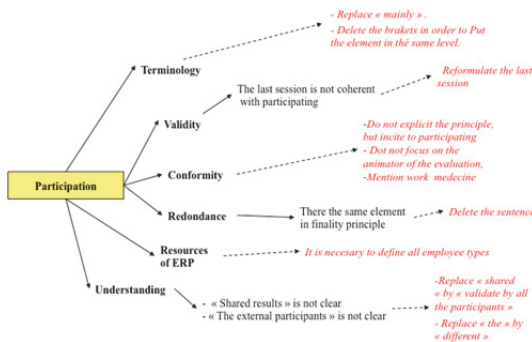 - Replace « mainly » .
- Delete the brakets in order to Put
the element in thé same level.
Terminology
The last session is not coherent
with participating
Reformulate the last
session
Validity
-Do not explicit the principle,
but incite to participating
- Dot not focus on the
animator of the evaluation,
-Mention work medecine
Conformity
Participation
Redondance
There the same element
in finality principle
Delete the sentence
Resources
of ERP
It is necesary to define all employee types
Understanding
- « Shared results » is not clear
- « The external participants » is not clear
-Replace « shared
« by « validate by all
the participants »
- Replace « the » by
« different »